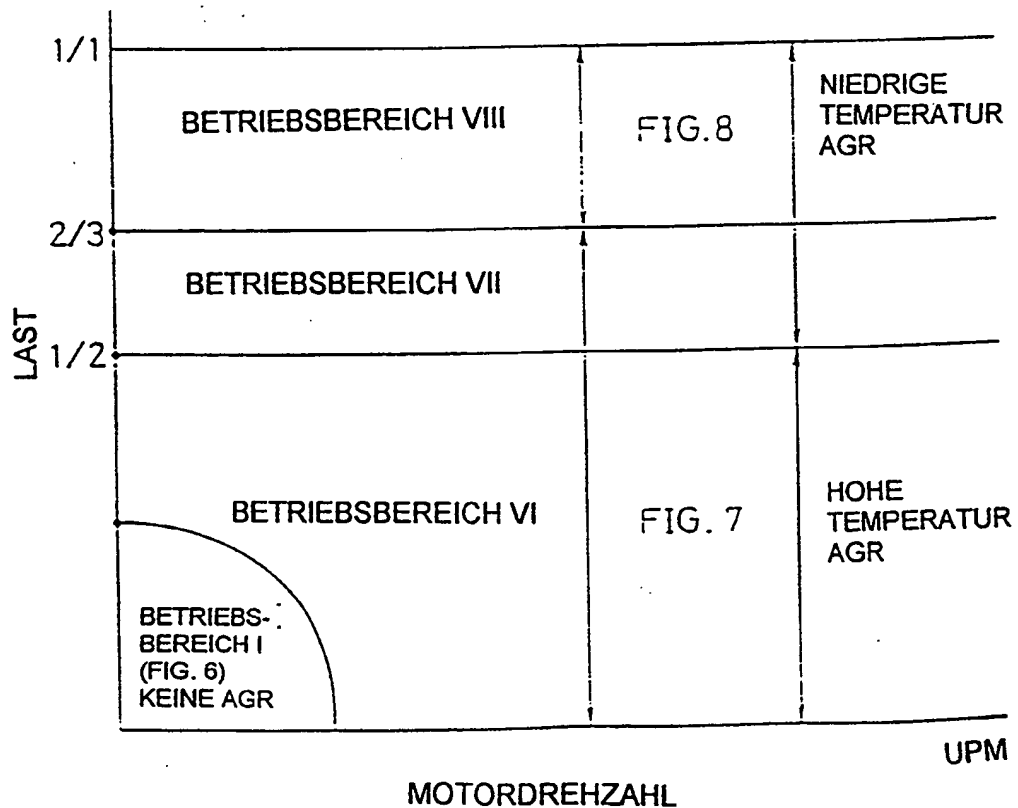 1/1
BETRIEBSBEREICH VIII
FIG.8
NIEDRIGE
TEMPERATUR
AGR
2/3
BETRIEBSBEREICH VII
LAST
1/2
BETRIEBSBEREICH VI
FIG. 7
HOHE
TEMPERATUR
AGR
BETRIEBS-
BEREICH I
(FIG. 6)
KEINE AGR
UPM
MOTORDREHZAHL